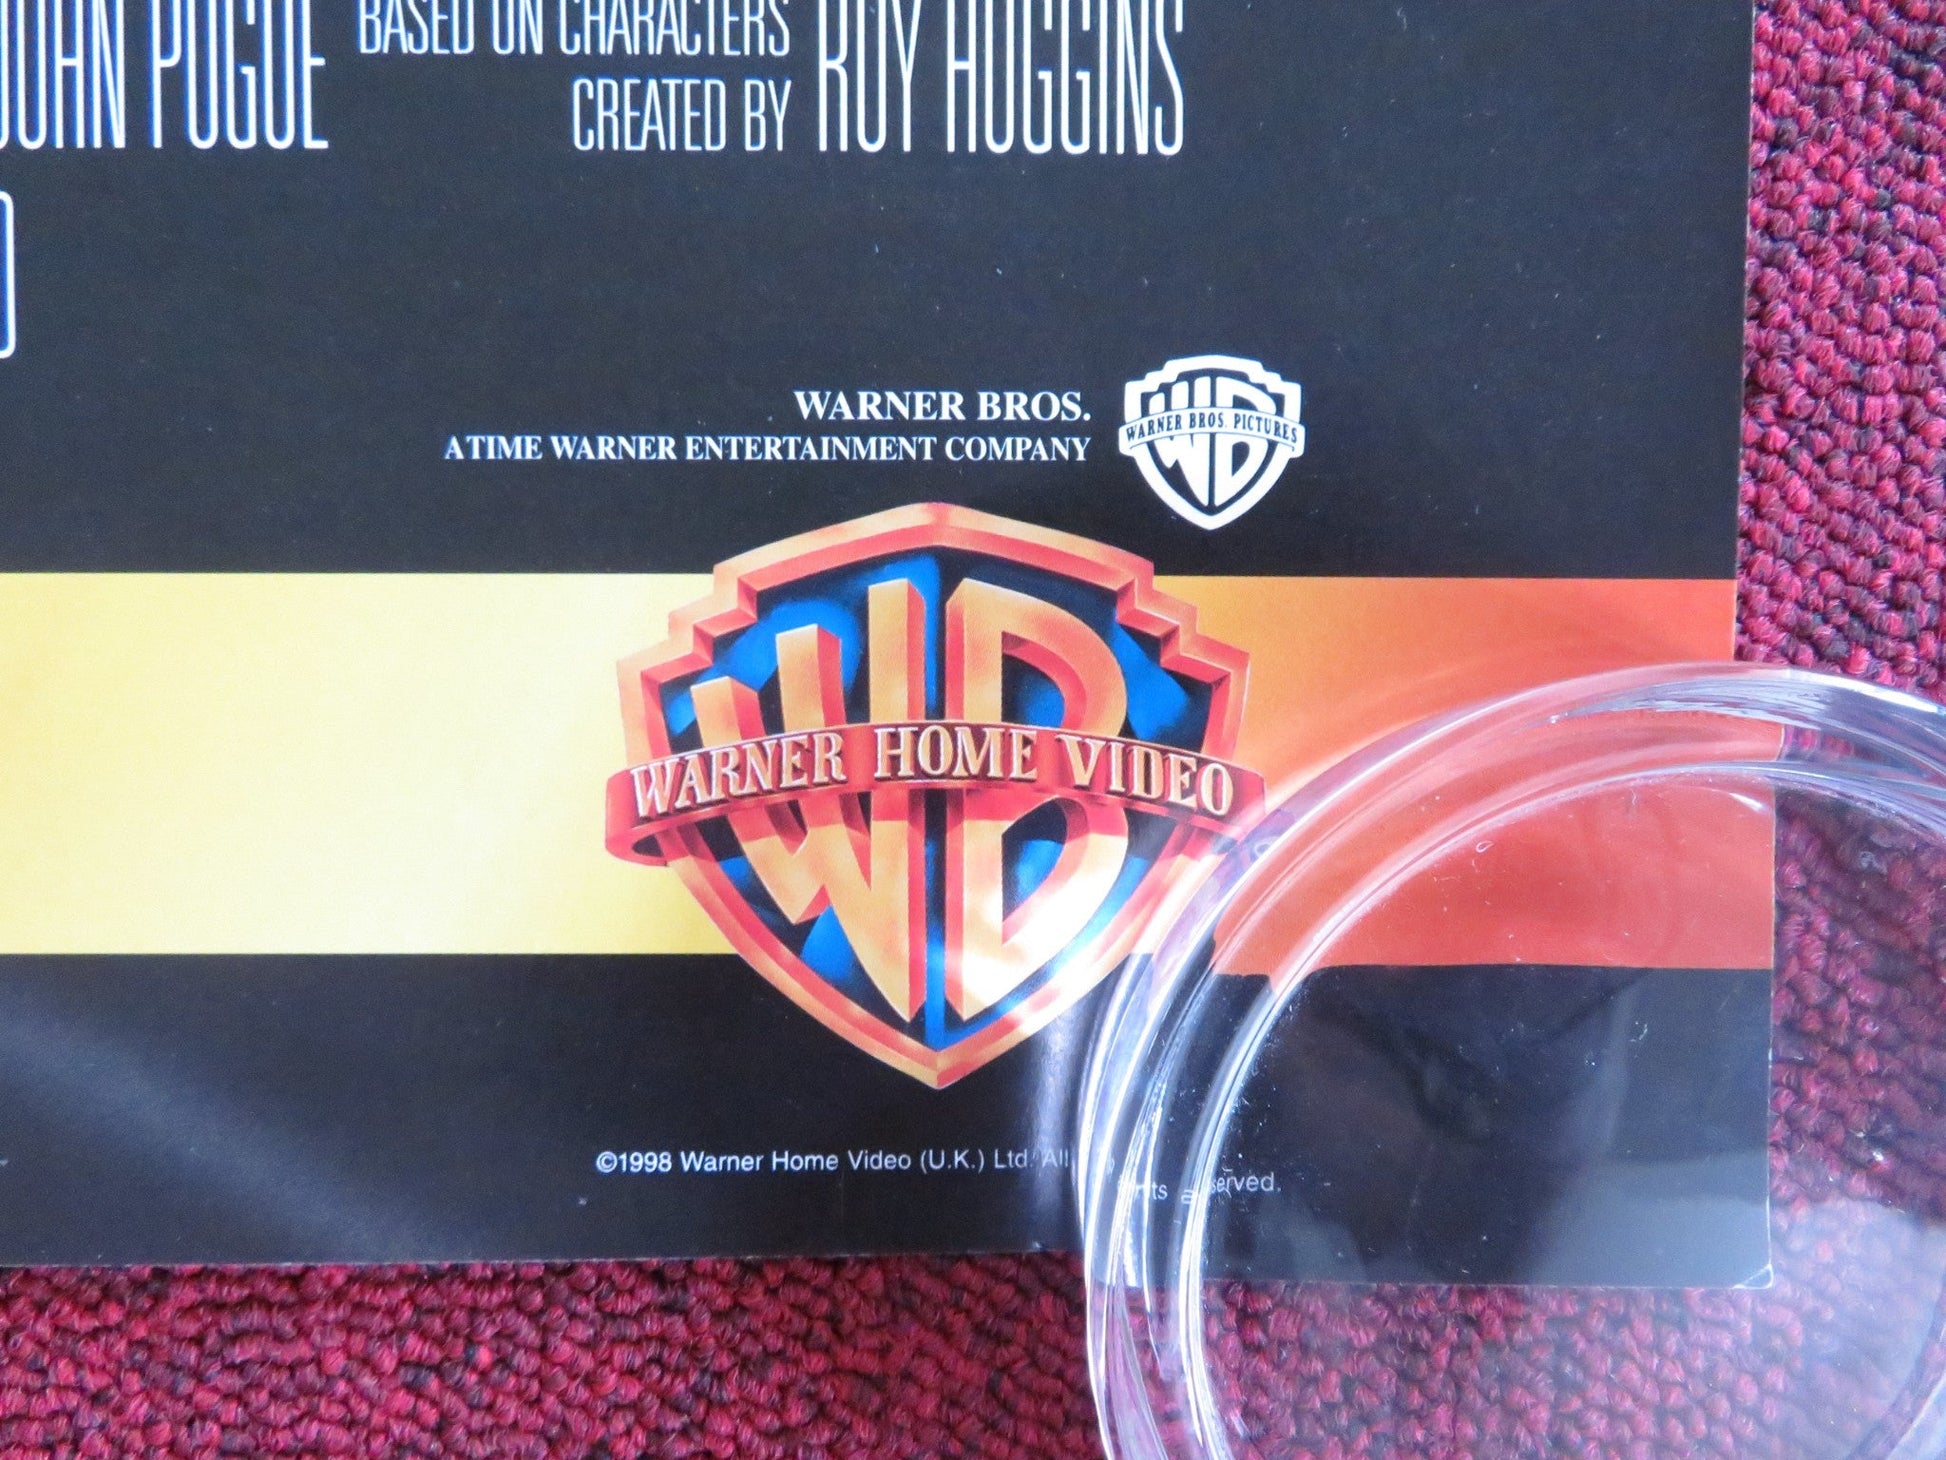 JOHN POGUE
BASED ON CHARACTERS
CREATED BY ROY HUGGINS
WARNER BROS.
A TIME WARNER ENTERTAINMENT COMPANY
WB
WARNER BROS. PICTURES
WB
WARNER HOME VIDEO
©1998 Warner Home Video (U.K.) Ltd. All